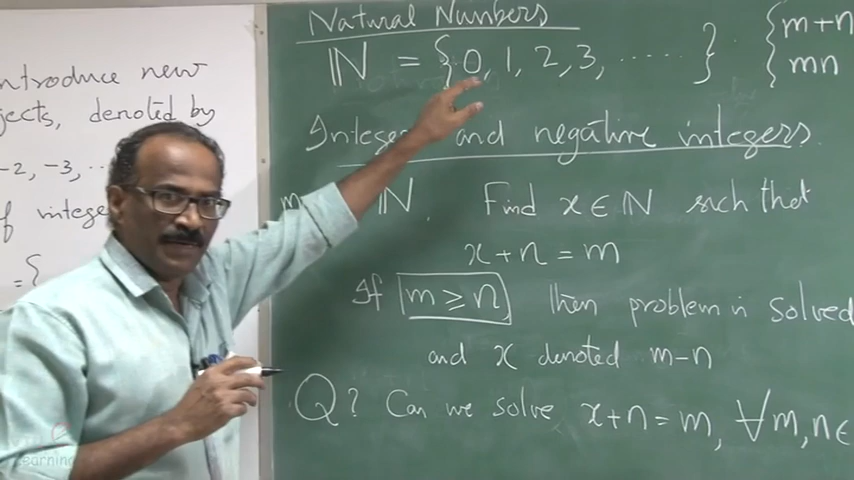 Natural Numbers
ℕ = {0, 1, 2, 3, ......}
{m+n
mn
Integers and negative integers.
ℕ. Find x ∈ ℕ such that
x+n = m
If m ≥ n, then problem is solved
and x denoted m-n
Q? Can we solve x+n = m, ∀ m, n ∈
ntroduce new
jects, denoted by
-2, -3, ..
f intege
= {